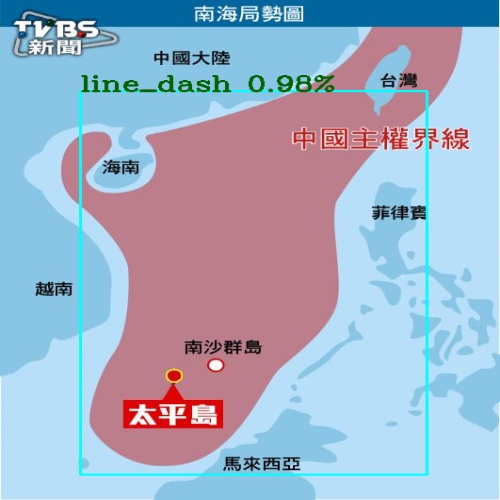 南海局勢圖
TVBS
新聞
中國大陸
line_dash 0.98%
台灣
中國主權界線
海南
菲律賓
越南
南沙群島
太平島
馬來西亞